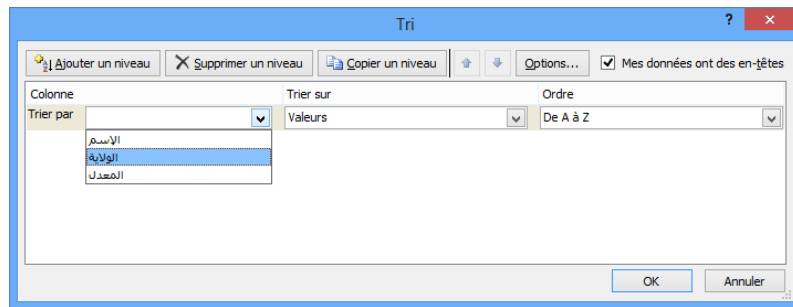 Tri
Ajouter un niveau Supprimer un niveau Copier un niveau Options... Mes données ont des en-têtes
Colonne Trier sur Ordre
Trier par Valeurs De A à Z
الإسم
الولاية
المعدل
OK Annuler